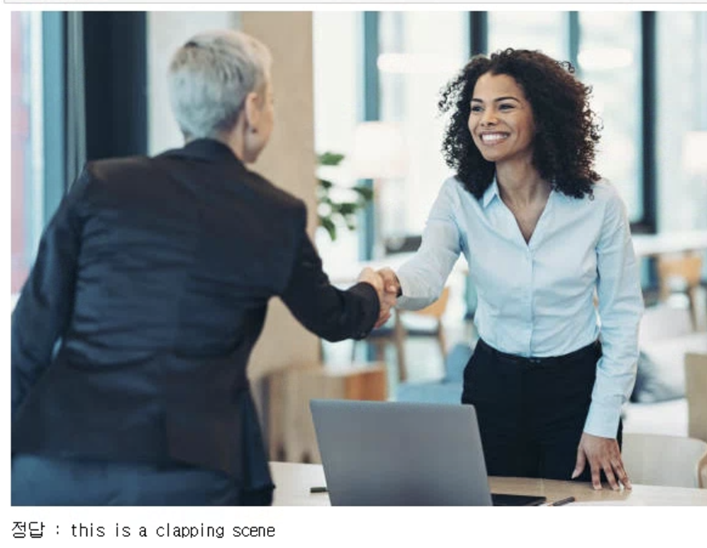 정답 : this is a clapping scene